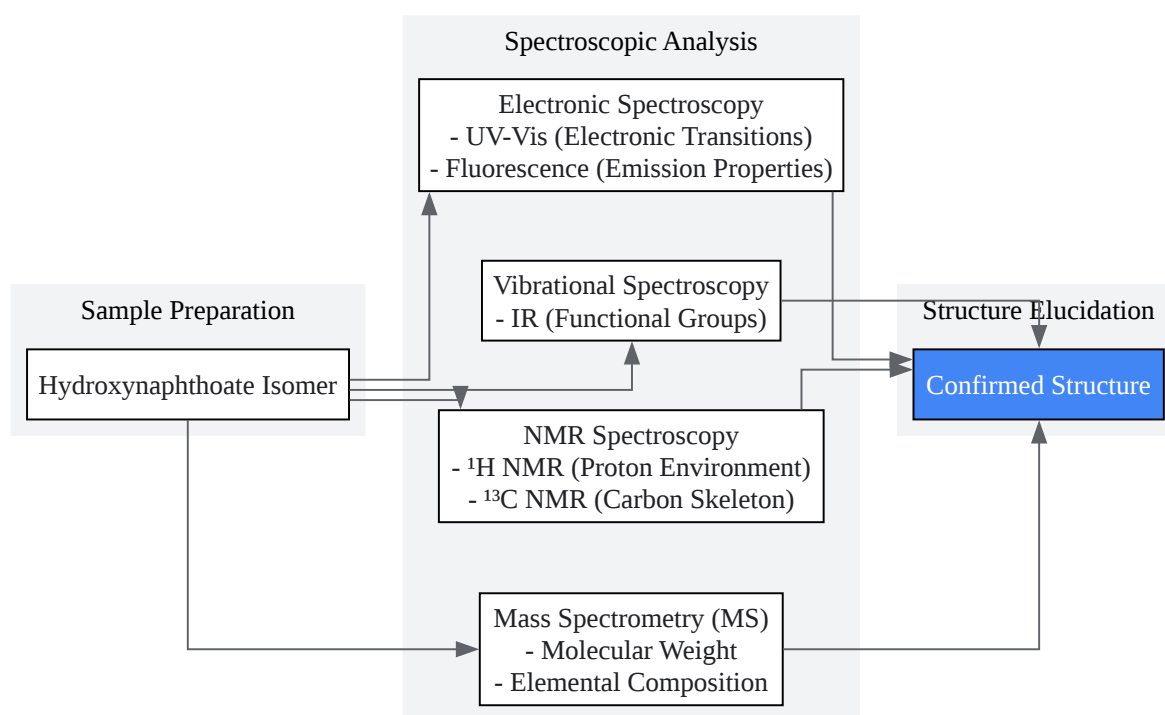 Spectroscopic Analysis
Electronic Spectroscopy
- UV-Vis (Electronic Transitions)
- Fluorescence (Emission Properties)
Vibrational Spectroscopy
- IR (Functional Groups)
Sample Preparation
Hydroxynaphthoate Isomer
NMR Spectroscopy
- ¹H NMR (Proton Environment)
- ¹³C NMR (Carbon Skeleton)
Mass Spectrometry (MS)
- Molecular Weight
- Elemental Composition
Structure Elucidation
Confirmed Structure